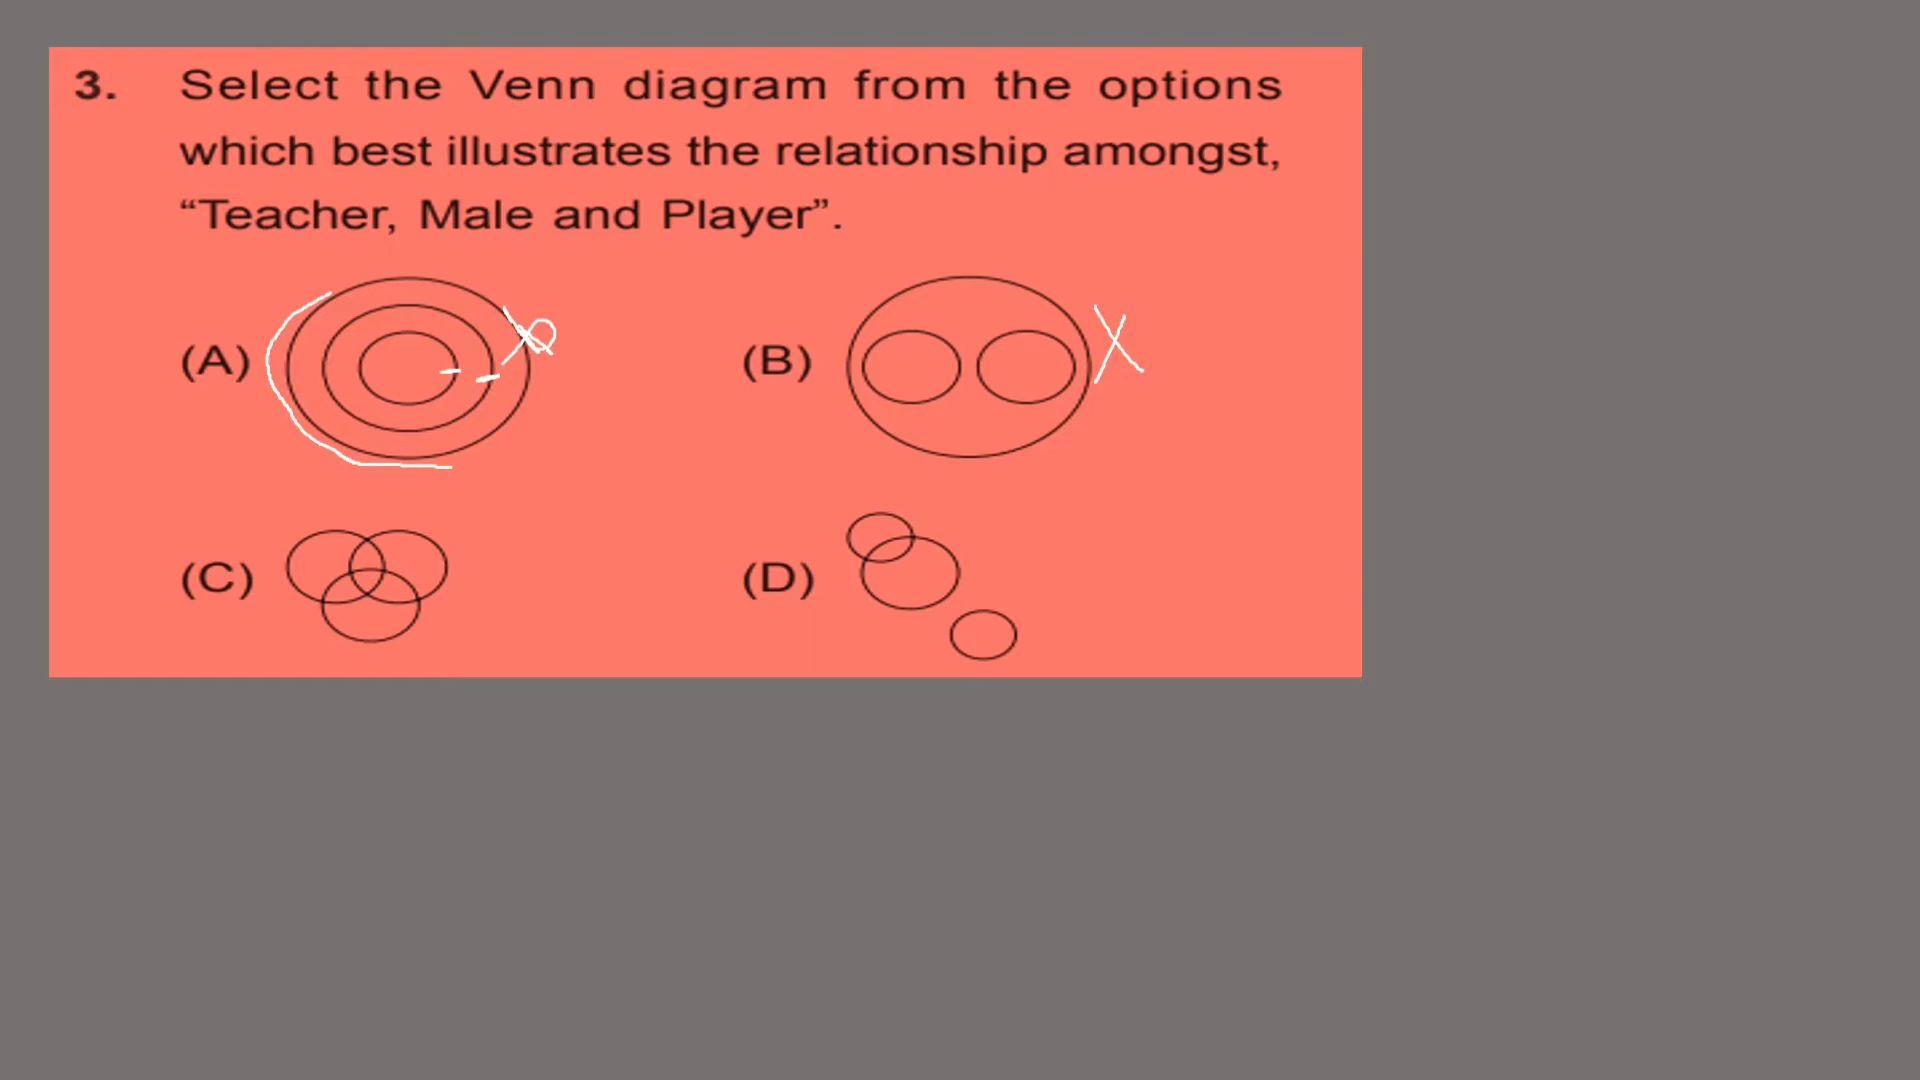 3. Select the Venn diagram from the options
which best illustrates the relationship amongst,
“Teacher, Male and Player”.
(A) (B)
(C) (D)